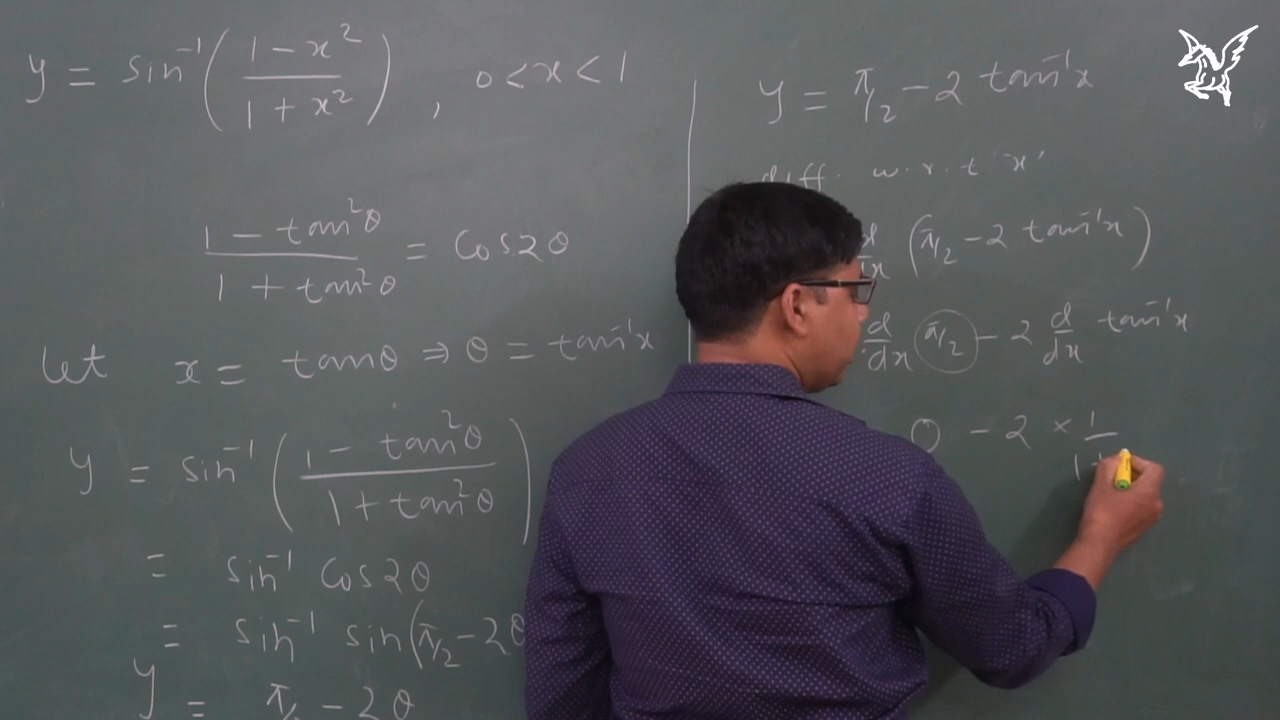 y = sin⁻¹((1 - x²)/(1 + x²)), 0 < x < 1
(1 - tan²θ)/(1 + tan²θ) = Cos2θ
let x = tanθ ⇒ θ = tan⁻¹x
y = sin⁻¹((1 - tan²θ)/(1 + tan²θ))
= sin⁻¹ Cos2θ
= sin⁻¹ sin(π/2 - 2θ
y = π/2 - 2θ
y = π/2 - 2 tan⁻¹x
diff. w.r.t 'x'
d/dx (π/2 - 2 tan⁻¹x)
d/dx π/2 - 2 d/dx tan⁻¹x
0 - 2 × 1/1+